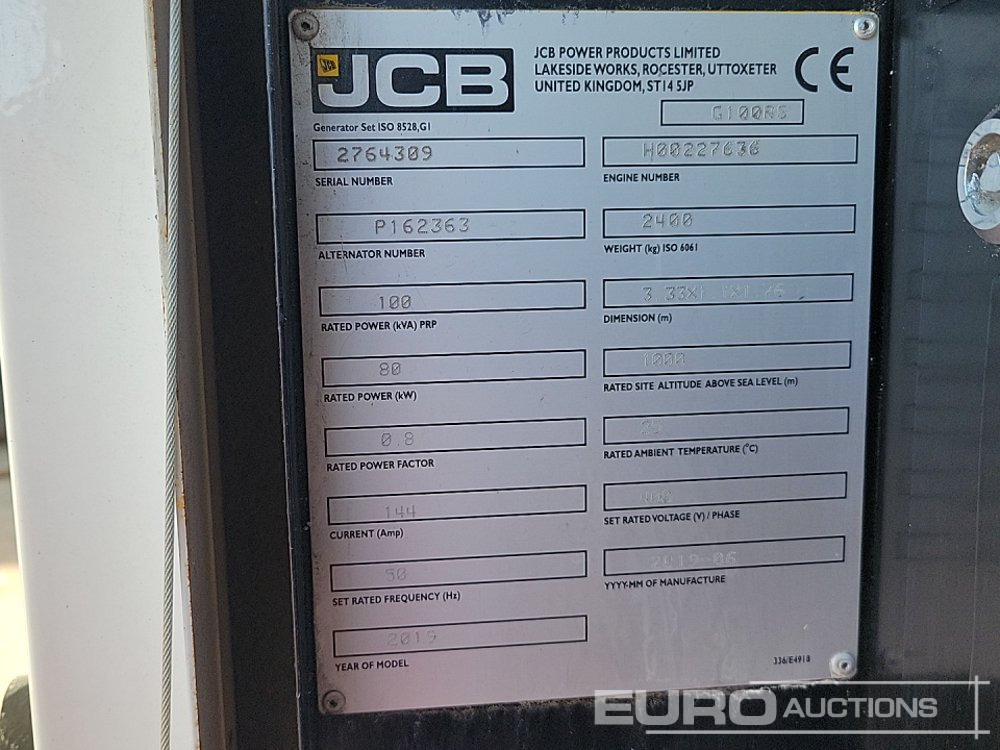 JCB
JCB POWER PRODUCTS LIMITED
LAKESIDE WORKS, ROCESTER, UTTOXETER
UNITED KINGDOM, ST14 5JP
CE
G100RS
Generator Set ISO 8528,G1
2764309
SERIAL NUMBER
H00227636
ENGINE NUMBER
P162363
ALTERNATOR NUMBER
2400
WEIGHT (kg) ISO 6061
100
RATED POWER (kVA) PRP
DIMENSION (m)
80
RATED POWER (kW)
1000
RATED SITE ALTITUDE ABOVE SEA LEVEL (m)
0.8
RATED POWER FACTOR
RATED AMBIENT TEMPERATURE (°C)
144
CURRENT (Amp)
400
SET RATED VOLTAGE (V) / PHASE
50
SET RATED FREQUENCY (Hz)
2019-06
YYYY-MM OF MANUFACTURE
2019
YEAR OF MODEL
336/E4918
EURO AUCTIONS